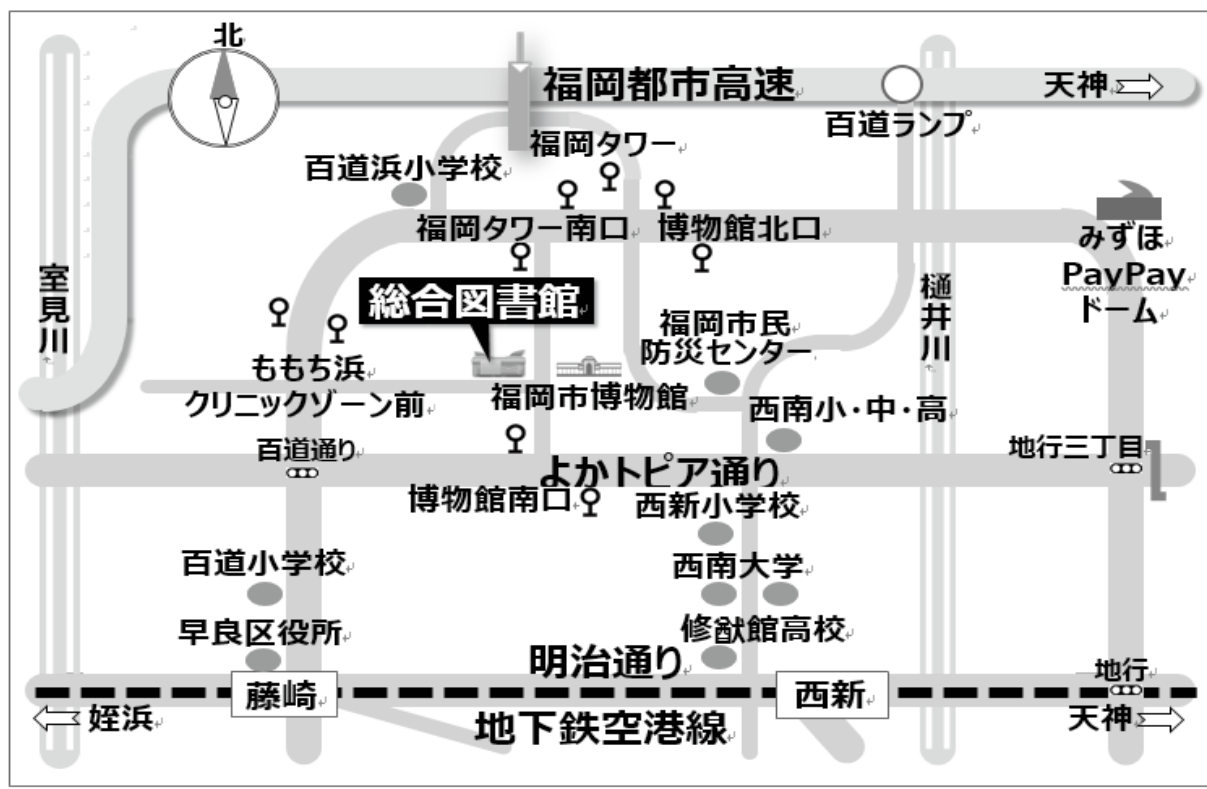 北
福岡都市高速
天神
百道ランプ
福岡タワー
百道浜小学校
福岡タワー南口
博物館北口
みずほ
PayPay
ドーム
室見川
樋井川
総合図書館
福岡市民
防災センター
ももち浜
クリニックゾーン前
福岡市博物館
西南小・中・高
百道通り
地行三丁目
よかトピア通り
博物館南口
西新小学校
百道小学校
西南大学
早良区役所
修猷館高校
明治通り
地行
藤崎
西新
姪浜
地下鉄空港線
天神